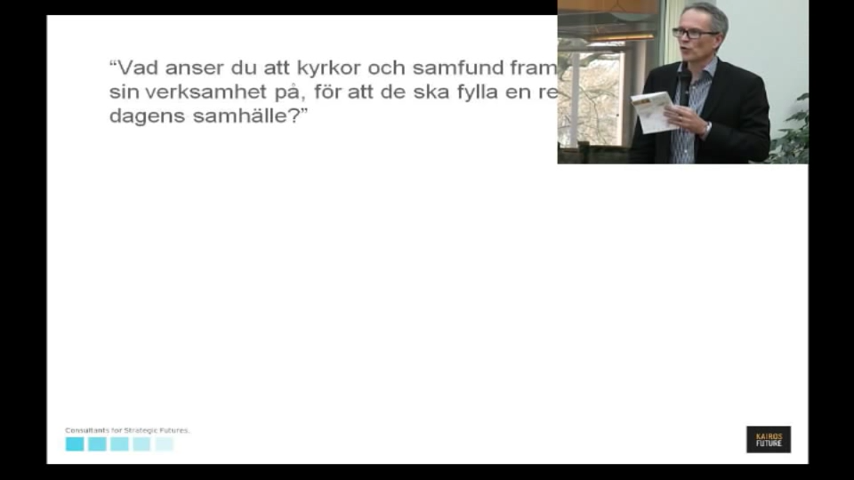 “Vad anser du att kyrkor och samfund fram
sin verksamhet på, för att de ska fylla en re
dagens samhälle?”
Consultants for Strategic Futures.
KAIROS
FUTURE